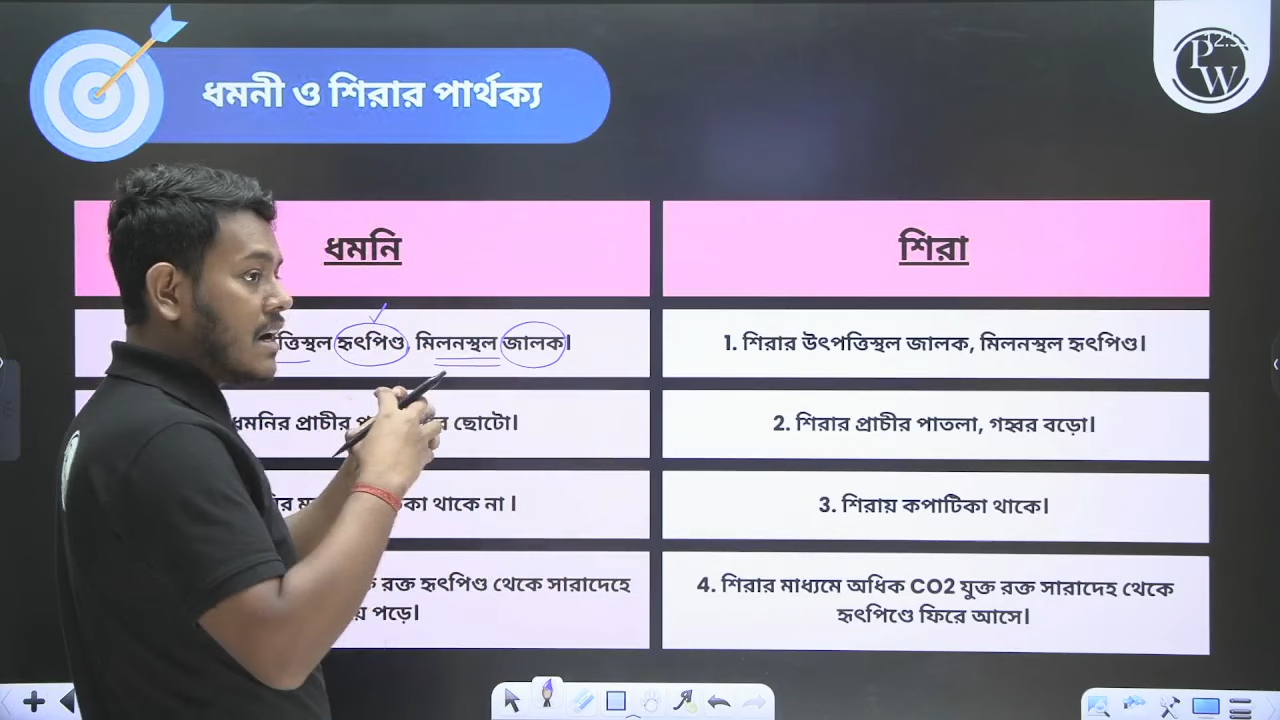 ধমনী ও শিরার পার্থক্য
PW
ধমনি
শিরা
হৃৎপিণ্ড, মিলনস্থল জালক।
1. শিরার উৎপত্তিস্থল জালক, মিলনস্থল হৃৎপিণ্ড।
ধমনির প্রাচীর ছোটো।
2. শিরার প্রাচীর পাতলা, গহ্বর বড়ো।
থাকে না ।
3. শিরায় কপাটিকা থাকে।
রক্ত হৃৎপিণ্ড থেকে সারাদেহে
পড়ে।
4. শিরার মাধ্যমে অধিক CO2 যুক্ত রক্ত সারাদেহ থেকে
হৃৎপিণ্ডে ফিরে আসে।